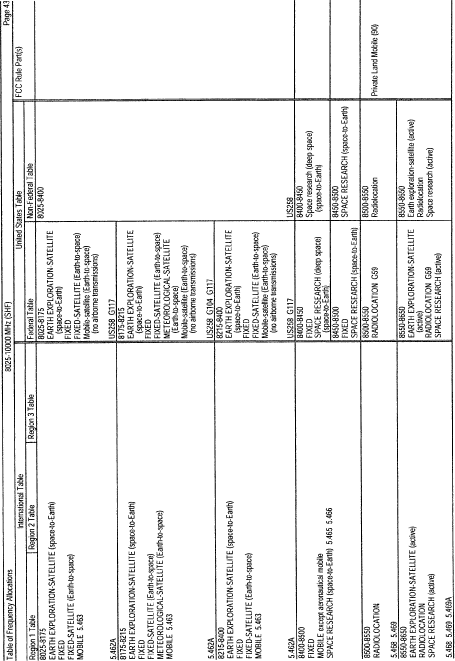 Table of Frequency Allocations
8025-10000 MHz (SHF)
Page 43
International Table
United States Table
FCC Rule Part(s)
Region 1 Table
Region 2 Table
Region 3 Table
Federal Table
Non-Federal Table
8025-8175
EARTH EXPLORATION-SATELLITE (space-to-Earth)
FIXED
FIXED-SATELLITE (Earth-to-space)
MOBILE 5.463
5.462A
8175-8215
EARTH EXPLORATION-SATELLITE (space-to-Earth)
FIXED
FIXED-SATELLITE (Earth-to-space)
METEOROLOGICAL-SATELLITE (Earth-to-space)
MOBILE 5.463
5.462A
8215-8400
EARTH EXPLORATION-SATELLITE (space-to-Earth)
FIXED
FIXED-SATELLITE (Earth-to-space)
MOBILE 5.463
5.462A
8400-8500
FIXED
MOBILE except aeronautical mobile
SPACE RESEARCH (space-to-Earth) 5.465 5.466
8500-8550
RADIOLOCATION
5.468 5.469
8550-8650
EARTH EXPLORATION-SATELLITE (active)
RADIOLOCATION
SPACE RESEARCH (active)
5.468 5.469 5.469A
8025-8175
EARTH EXPLORATION-SATELLITE
(space-to-Earth)
FIXED
FIXED-SATELLITE (Earth-to-space)
Mobile-satellite (Earth-to-space)
(no airborne transmissions)
US258 G117
8175-8215
EARTH EXPLORATION-SATELLITE
(space-to-Earth)
FIXED
FIXED-SATELLITE (Earth-to-space)
METEOROLOGICAL-SATELLITE
(Earth-to-space)
Mobile-satellite (Earth-to-space)
(no airborne transmissions)
US258 G104 G117
8215-8400
EARTH EXPLORATION-SATELLITE
(space-to-Earth)
FIXED
FIXED-SATELLITE (Earth-to-space)
Mobile-satellite (Earth-to-space)
(no airborne transmissions)
US258 G117
8400-8450
FIXED
SPACE RESEARCH (deep space)
(space-to-Earth)
8450-8500
FIXED
SPACE RESEARCH (space-to-Earth)
8500-8550
RADIOLOCATION G59
8550-8650
EARTH EXPLORATION-SATELLITE
(active)
RADIOLOCATION G59
SPACE RESEARCH (active)
8025-8400
US258
8400-8450
Space research (deep space)
(space-to-Earth)
8450-8500
SPACE RESEARCH (space-to-Earth)
8500-8550
Radiolocation
8550-8650
Earth exploration-satellite (active)
Radiolocation
Space research (active)
Private Land Mobile (90)